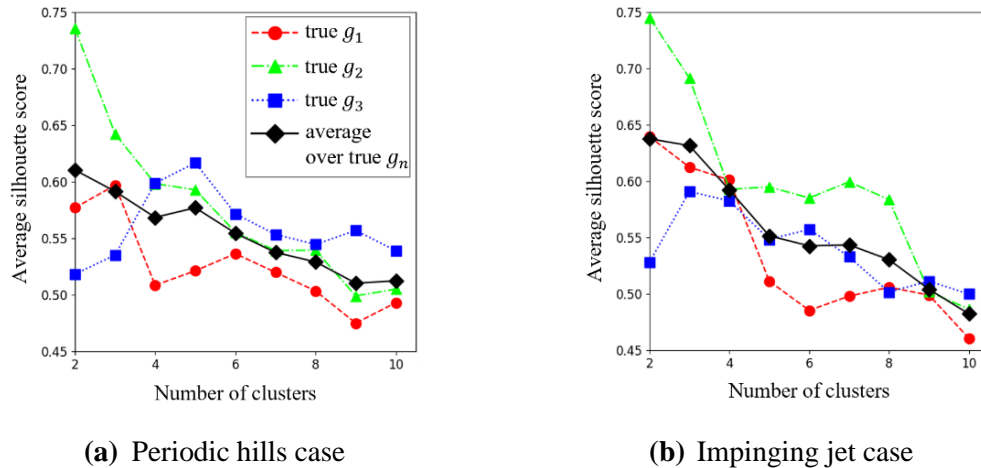 0.75
0.70
0.65
0.60
0.55
0.50
0.45
2 4 6 8 10
Average silhouette score
Number of clusters
true g1
true g2
true g3
average
over true gn
(a) Periodic hills case
0.75
0.70
0.65
0.60
0.55
0.50
0.45
2 4 6 8 10
Average silhouette score
Number of clusters
(b) Impinging jet case